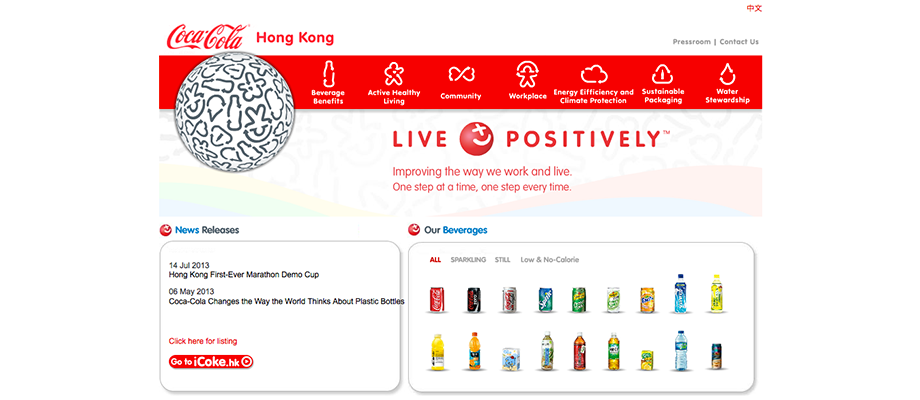 中文
Coca-Cola Hong Kong
Pressroom | Contact Us
Beverage
Benefits
Active Healthy
Living
Community
Workplace
Energy Eifficiency and
Climate Protection
Sustainable
Packaging
Water
Stewardship
LIVE POSITIVELY™
Improving the way we work and live.
One step at a time, one step every time.
News Releases
14 Jul 2013
Hong Kong First-Ever Marathon Demo Cup
06 May 2013
Coca-Cola Changes the Way the World Thinks About Plastic Bottles
Click here for listing
Go to iCoke.hk
Our Beverages
ALL SPARKLING STILL Low & No-Calorie